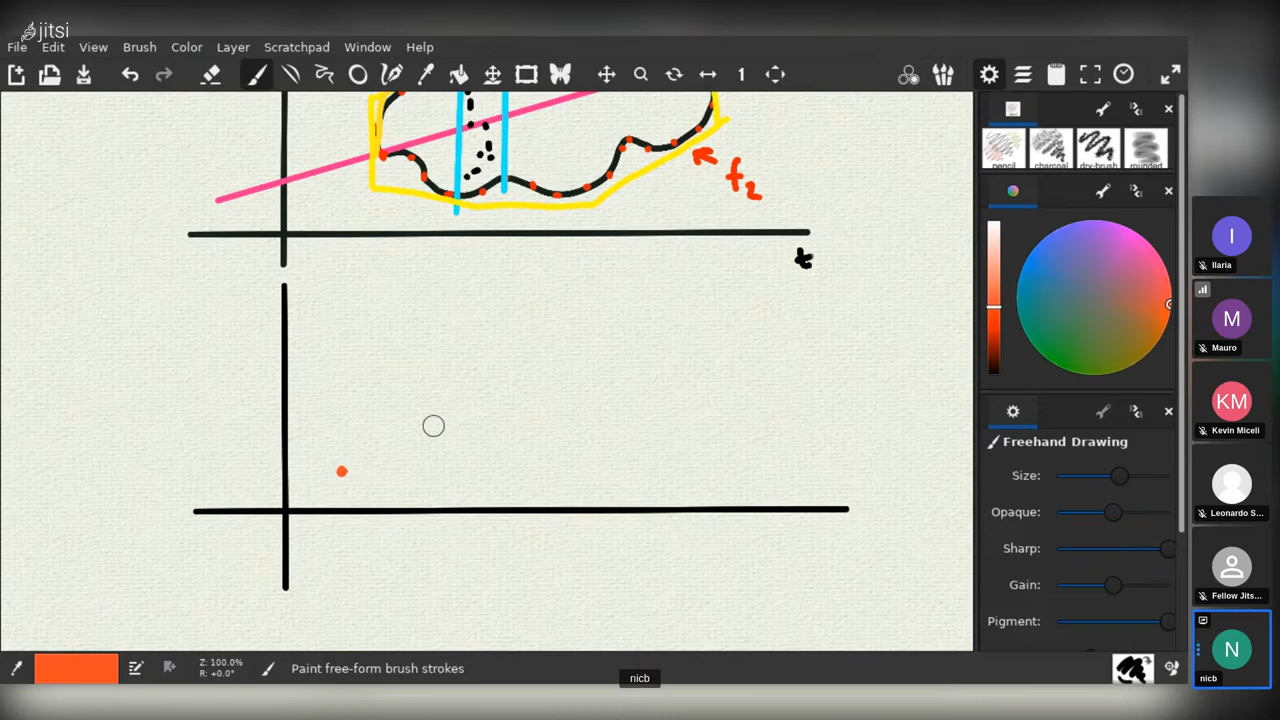 jitsi
File Edit View Brush Color Layer Scratchpad Window Help
1
pencil charcoal dry-brush rounded
f2
t
Freehand Drawing
Size:
Opaque:
Sharp:
Gain:
Pigment:
Z: 100.0%
R: +0.0°
Paint free-form brush strokes
nicb
I
Ilaria
M
Mauro
KM
Kevin Miceli
Leonardo S...
Fellow Jits...
N
nicb